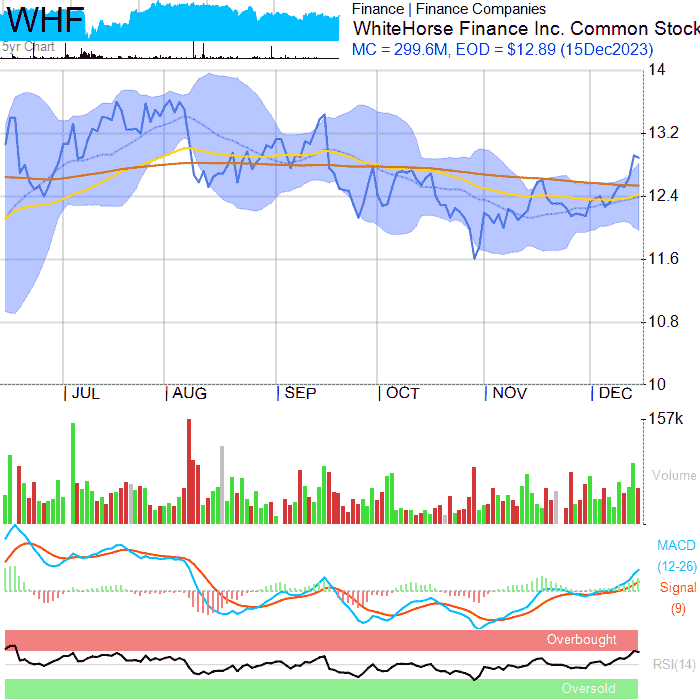 WHF
5yr Chart
Finance | Finance Companies
WhiteHorse Finance Inc. Common Stock
MC = 299.6M, EOD = $12.89 (15Dec2023)
14
13.2
12.4
11.6
10.8
10
JUL AUG SEP OCT NOV DEC
157k
Volume
MACD
(12-26)
Signal
(9)
Overbought
RSI(14)
Oversold